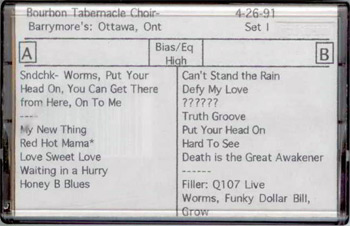 Bourbon Tabernacle Choir- 4-26-91
Barrymore's: Ottawa, Ont Set I
A Bias/Eq High B
Sndchk- Worms, Put Your
Head On, You Can Get There
from Here, On To Me
----
My New Thing
Red Hot Mama*
Love Sweet Love
Waiting in a Hurry
Honey B Blues
Can't Stand the Rain
Defy My Love
??????
Truth Groove
Put Your Head On
Hard To See
Death is the Great Awakener
-------
Filler: Q107 Live
Worms, Funky Dollar Bill,
Grow